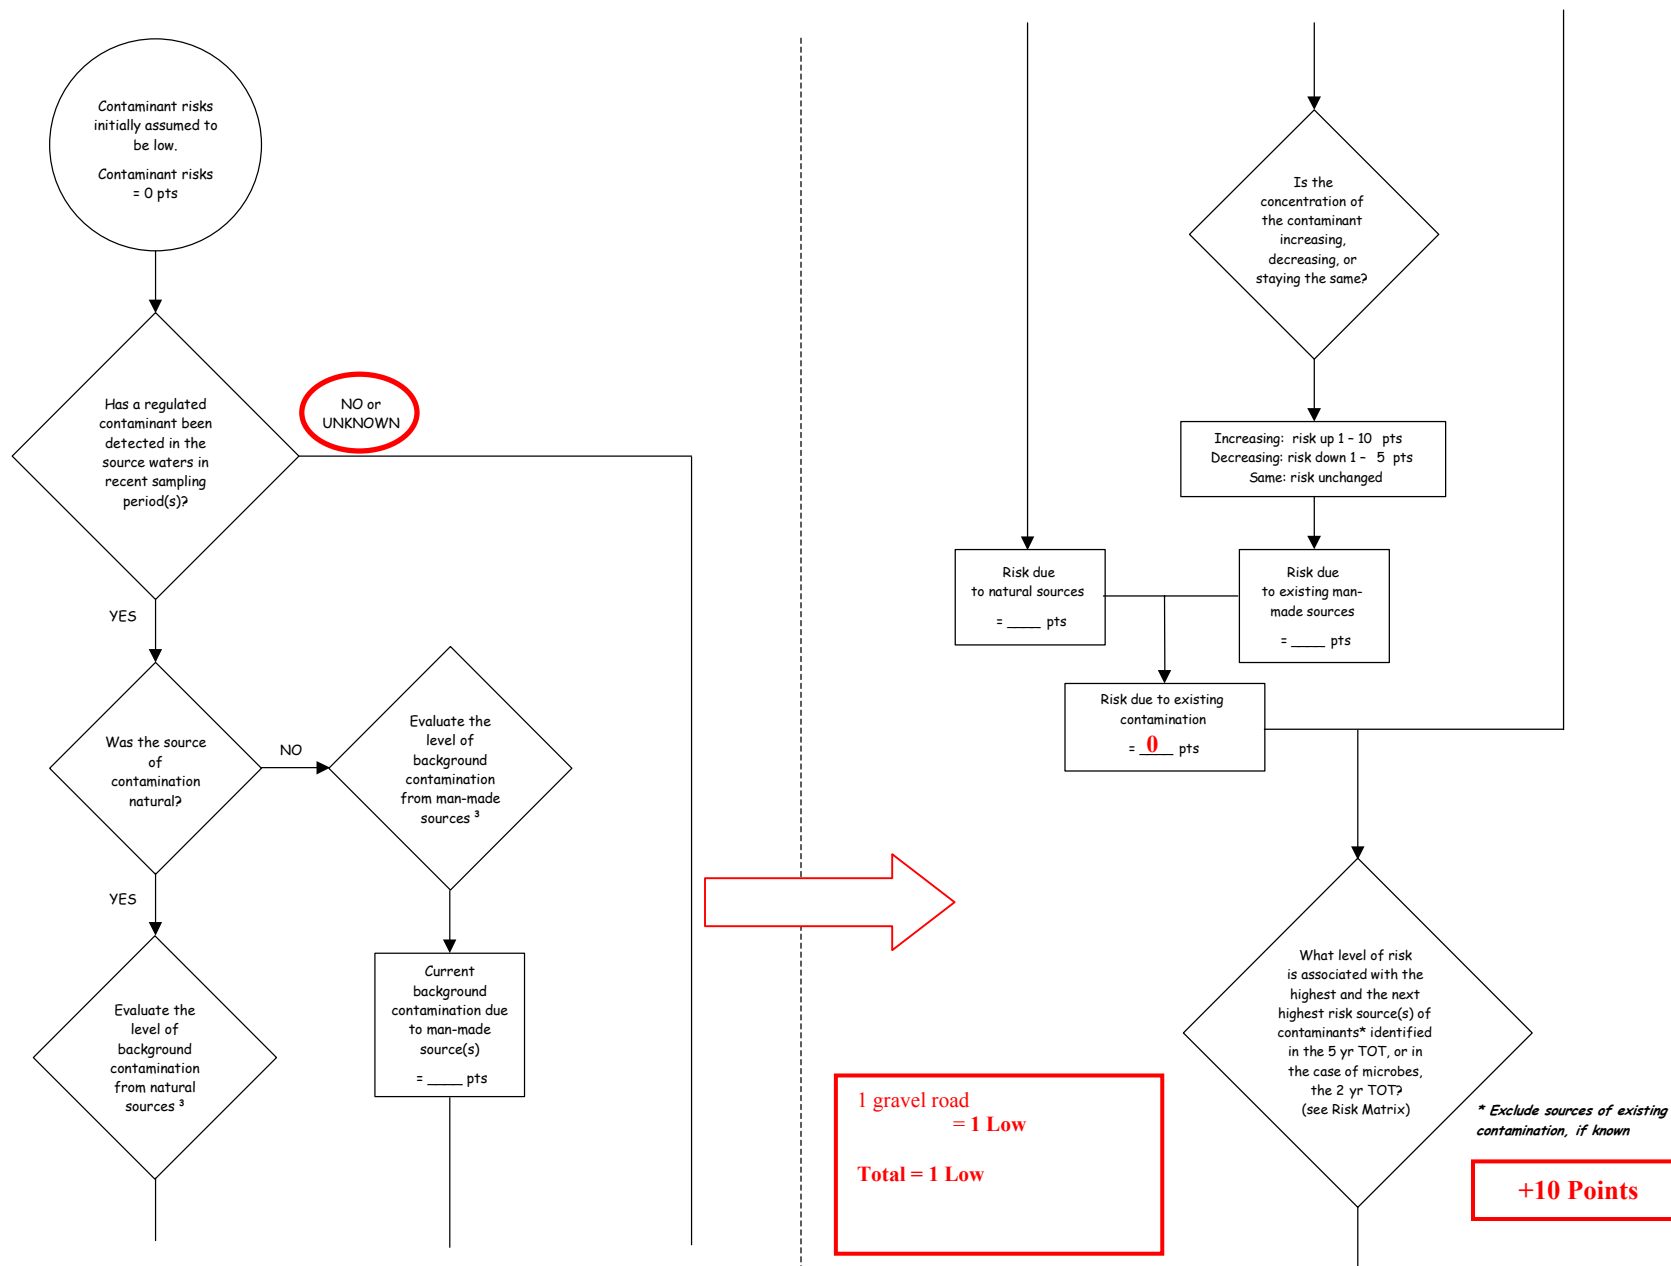 Contaminant risks
initially assumed to
be low.
Contaminant risks
= 0 pts
Has a regulated
contaminant been
detected in the
source waters in
recent sampling
period(s)?
NO or
UNKNOWN
YES
Was the source
of
contamination
natural?
NO
Evaluate the
level of
background
contamination
from man-made
sources ³
YES
Evaluate the
level of
background
contamination
from natural
sources ³
Current
background
contamination due
to man-made
source(s)
= ____ pts
Is the
concentration of
the contaminant
increasing,
decreasing, or
staying the same?
Increasing: risk up 1 – 10 pts
Decreasing: risk down 1 – 5 pts
Same: risk unchanged
Risk due
to natural sources
= ____ pts
Risk due
to existing man-
made sources
= ____ pts
Risk due to existing
contamination
= __0__ pts
What level of risk
is associated with the
highest and the next
highest risk source(s) of
contaminants* identified
in the 5 yr TOT, or in
the case of microbes,
the 2 yr TOT?
(see Risk Matrix)
* Exclude sources of existing
contamination, if known
+10 Points
1 gravel road
= 1 Low
Total = 1 Low